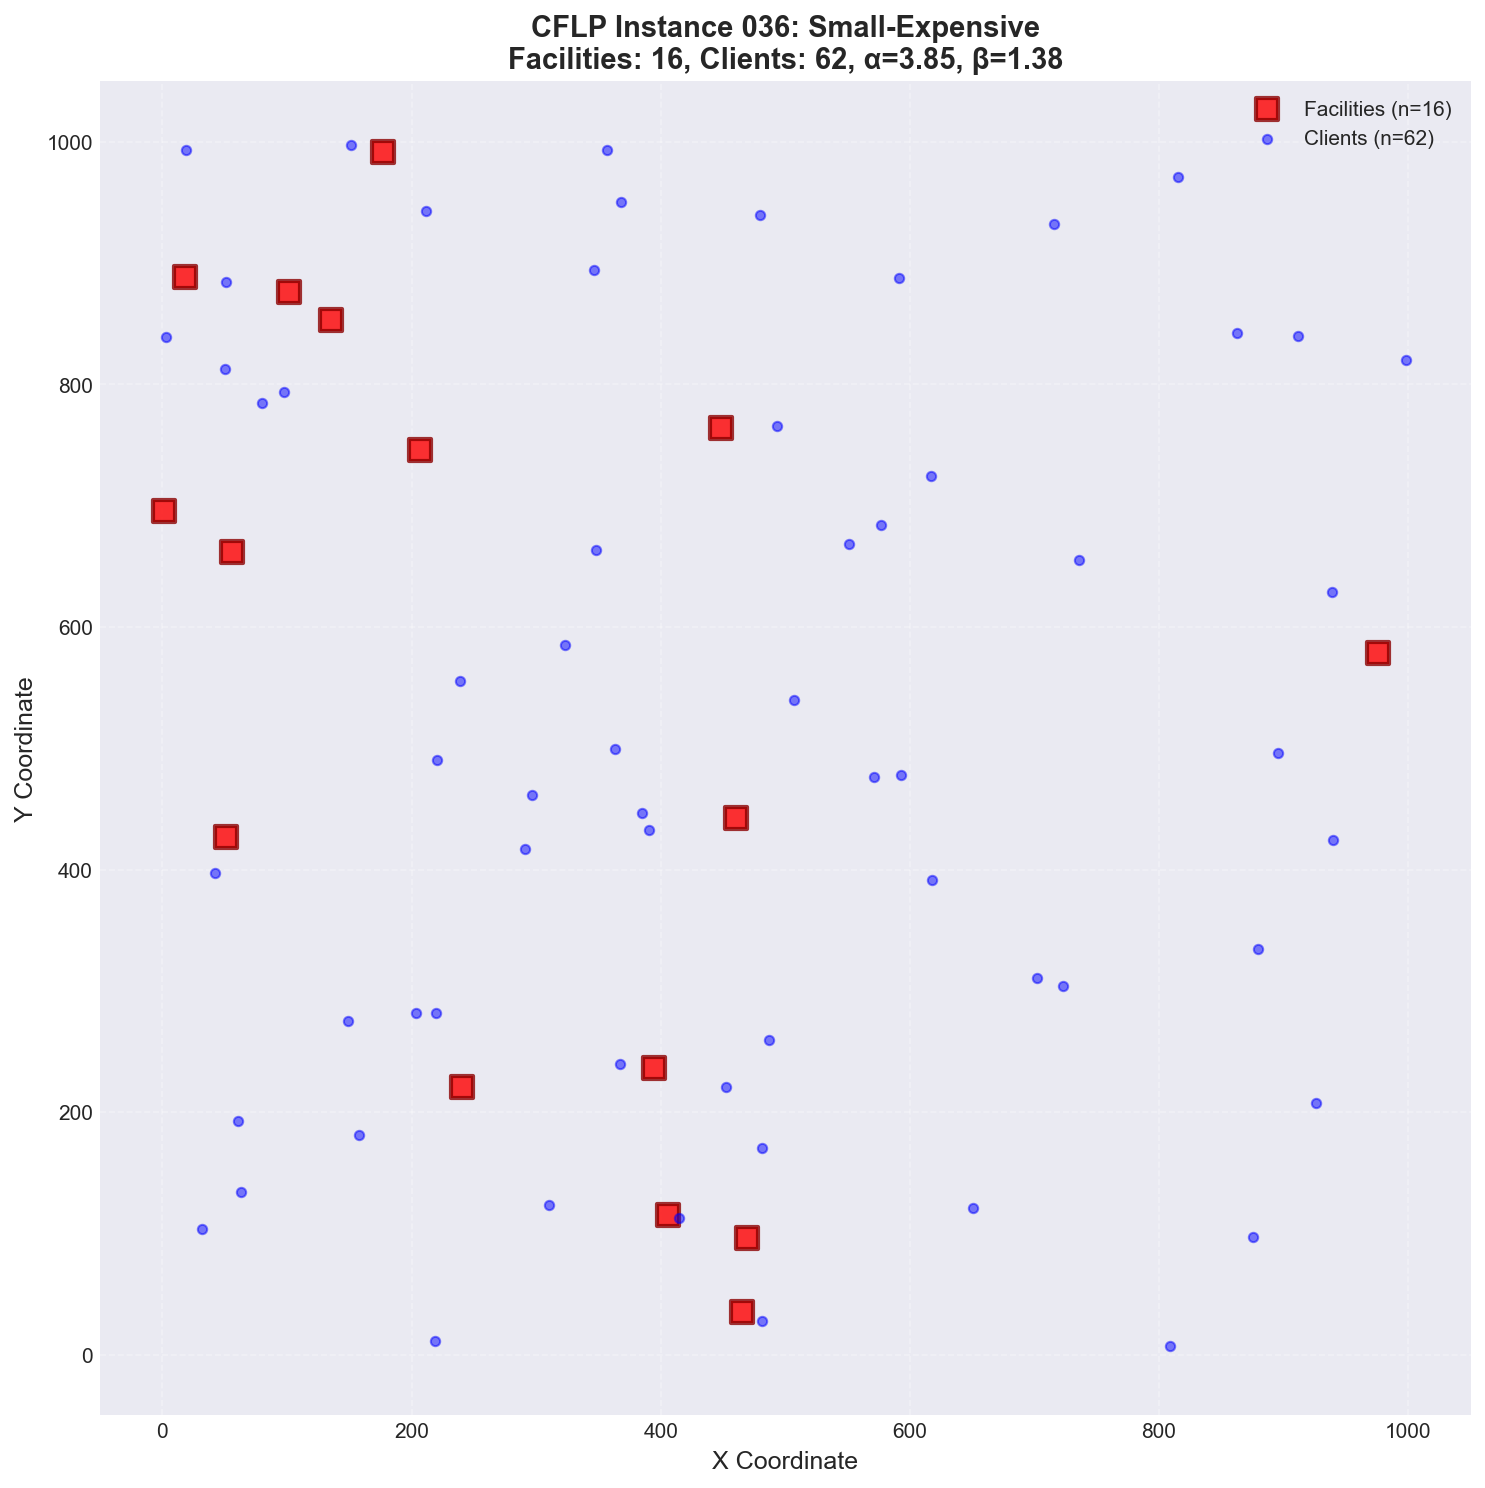 CFLP Instance 036: Small-Expensive
Facilities: 16, Clients: 62, α=3.85, β=1.38
Facilities (n=16)
Clients (n=62)
1000
800
600
400
200
0
Y Coordinate
0 200 400 600 800 1000
X Coordinate